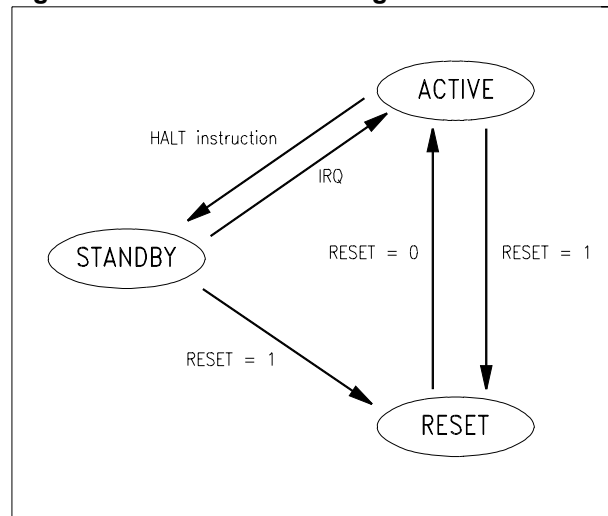 ACTIVE
HALT instruction
IRQ
STANDBY
RESET = 0
RESET = 1
RESET = 1
RESET